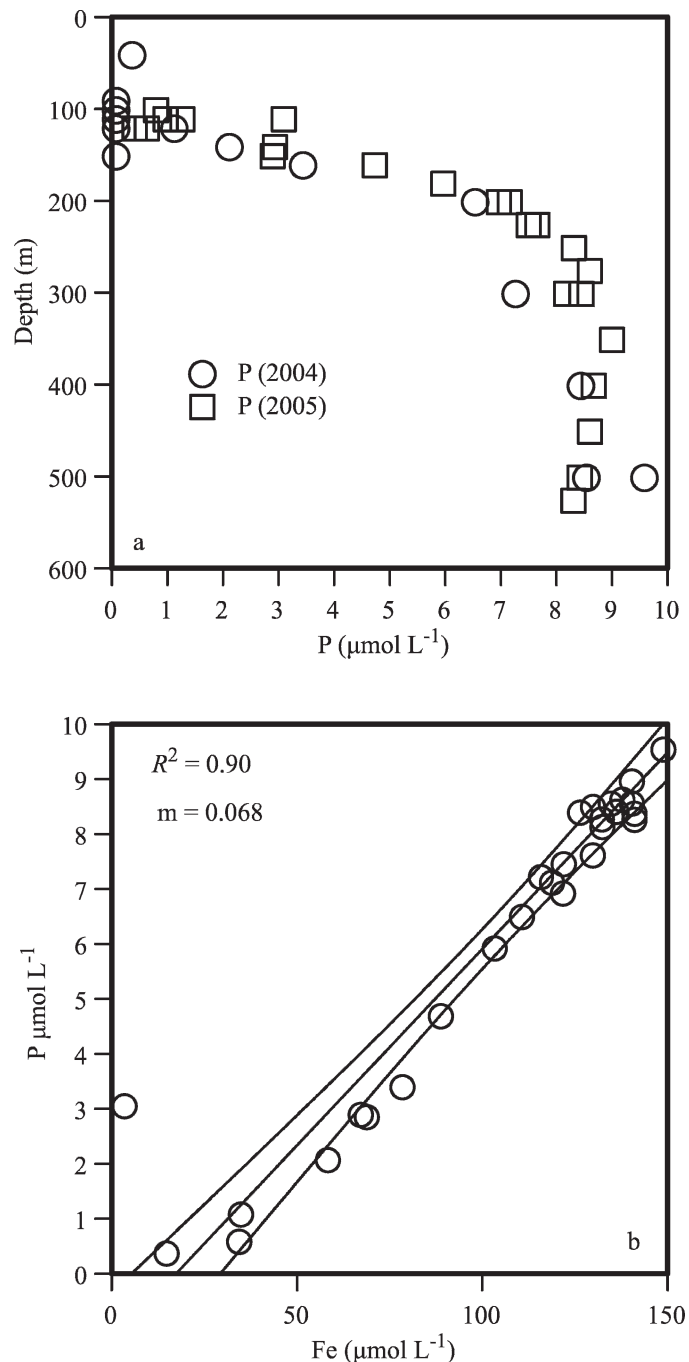 0
100
200
300
400
500
600
Depth (m)
P (2004)
P (2005)
a
0 1 2 3 4 5 6 7 8 9 10
P (μmol L⁻¹)
10
9
8
7
6
5
4
3
2
1
0
P μmol L⁻¹
R² = 0.90
m = 0.068
b
0 50 100 150
Fe (μmol L⁻¹)